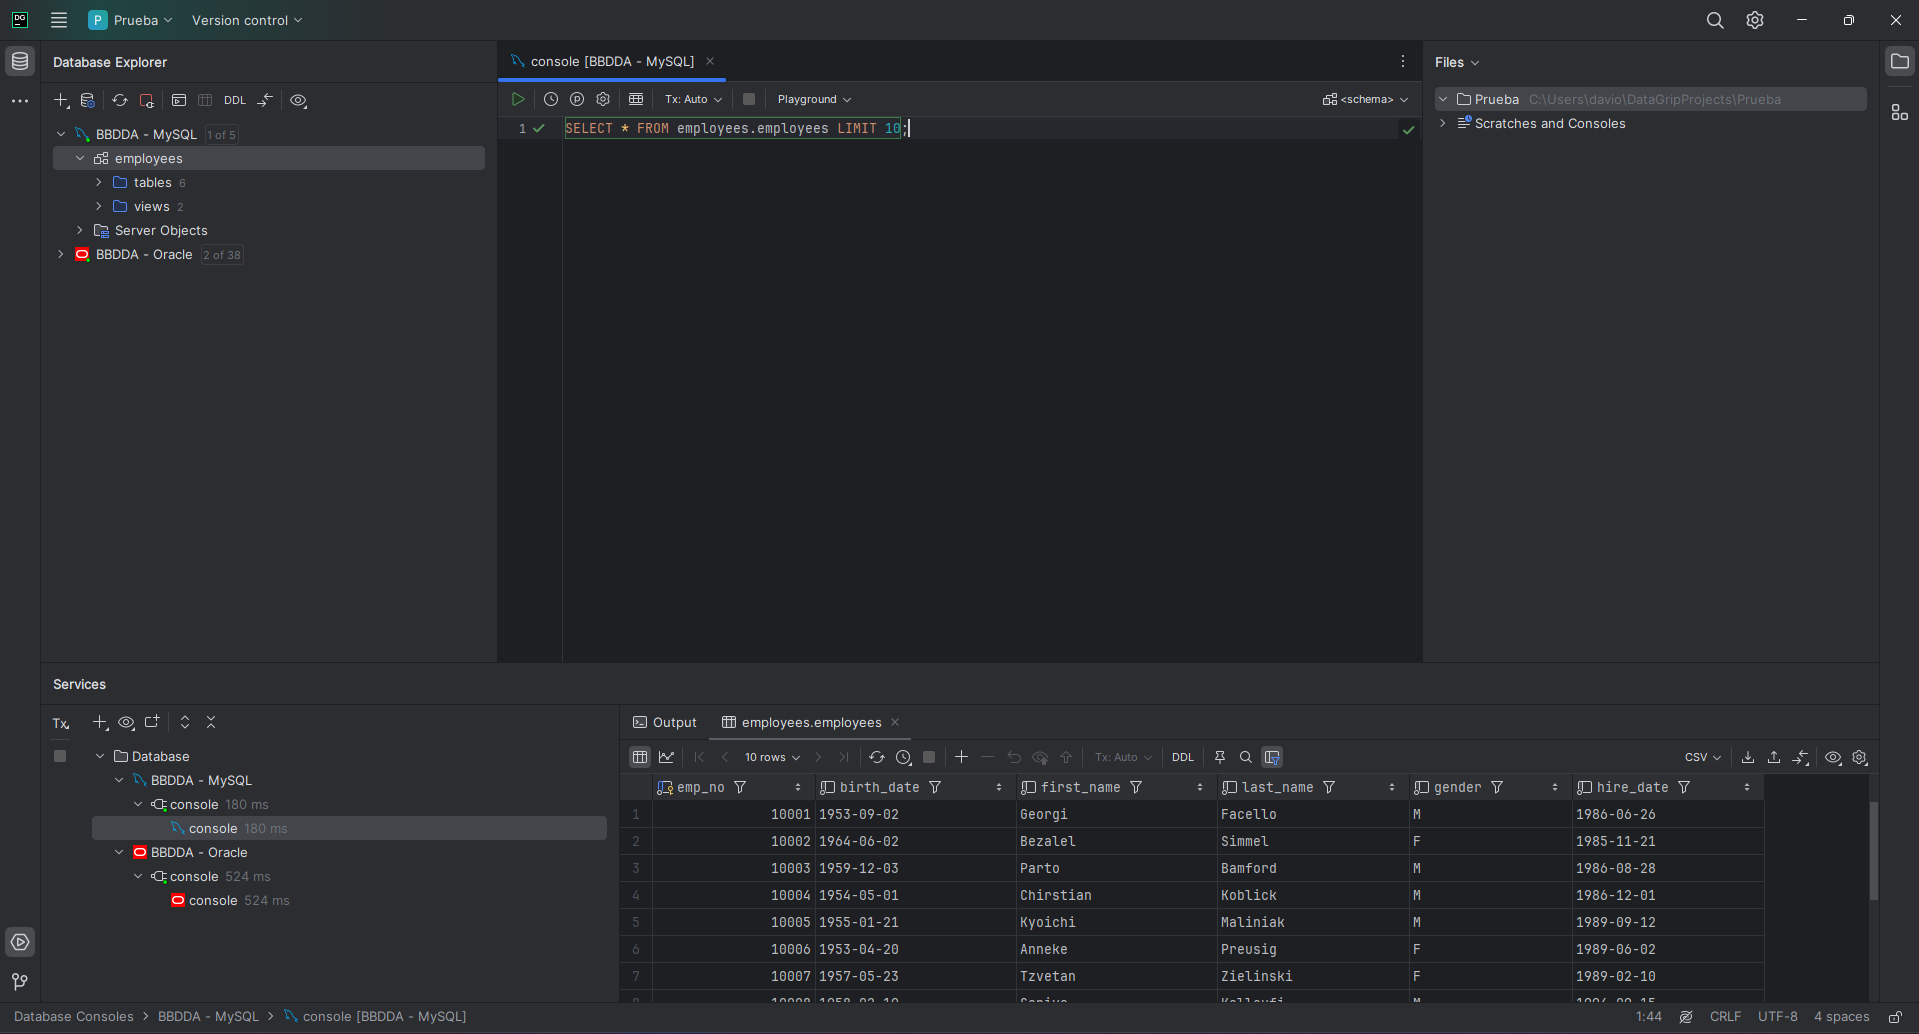 DG
P Prueba Version control
Database Explorer
DDL
BBDDA - MySQL 1 of 5
employees
tables 6
views 2
Server Objects
BBDDA - Oracle 2 of 38
console [BBDDA - MySQL]
Tx: Auto Playground <schema>
1 SELECT * FROM employees.employees LIMIT 10;
Files
Prueba C:\Users\davio\DataGripProjects\Prueba
Scratches and Consoles
Services
Tx
Database
BBDDA - MySQL
console 180 ms
console 180 ms
BBDDA - Oracle
console 524 ms
console 524 ms
Output employees.employees
10 rows Tx: Auto DDL CSV
emp_no birth_date first_name last_name gender hire_date
1 10001 1953-09-02 Georgi Facello M 1986-06-26
2 10002 1964-06-02 Bezalel Simmel F 1985-11-21
3 10003 1959-12-03 Parto Bamford M 1986-08-28
4 10004 1954-05-01 Chirstian Koblick M 1986-12-01
5 10005 1955-01-21 Kyoichi Maliniak M 1989-09-12
6 10006 1953-04-20 Anneke Preusig F 1989-06-02
7 10007 1957-05-23 Tzvetan Zielinski F 1989-02-10
Database Consoles > BBDDA - MySQL > console [BBDDA - MySQL]
1:44 CRLF UTF-8 4 spaces